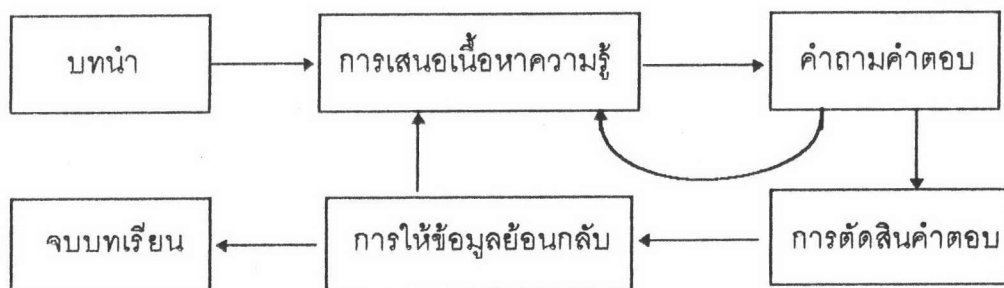 บทนำ
การเสนอเนื้อหาความรู้
คำถามคำตอบ
จบบทเรียน
การให้ข้อมูลย้อนกลับ
การตัดสินคำตอบ